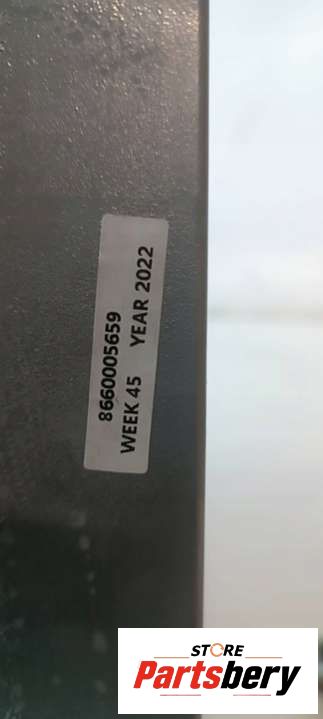 8660005659
WEEK 45 YEAR 2022
STORE
Partsbery